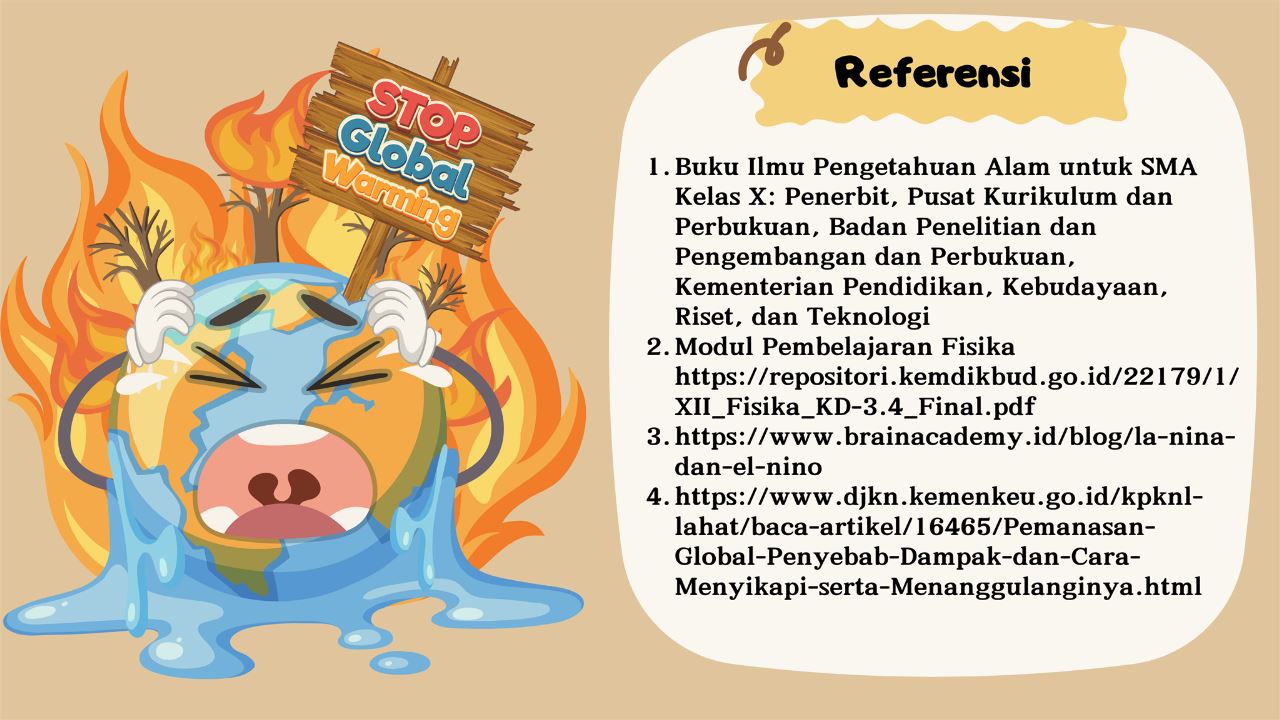 STOP
Global
Warming
Referensi
1. Buku Ilmu Pengetahuan Alam untuk SMA
Kelas X: Penerbit, Pusat Kurikulum dan
Perbukuan, Badan Penelitian dan
Pengembangan dan Perbukuan,
Kementerian Pendidikan, Kebudayaan,
Riset, dan Teknologi
2. Modul Pembelajaran Fisika
https://repositori.kemdikbud.go.id/22179/1/
XII_Fisika_KD-3.4_Final.pdf
3. https://www.brainacademy.id/blog/la-nina-
dan-el-nino
4. https://www.djkn.kemenkeu.go.id/kpknl-
lahat/baca-artikel/16465/Pemanasan-
Global-Penyebab-Dampak-dan-Cara-
Menyikapi-serta-Menanggulanginya.html